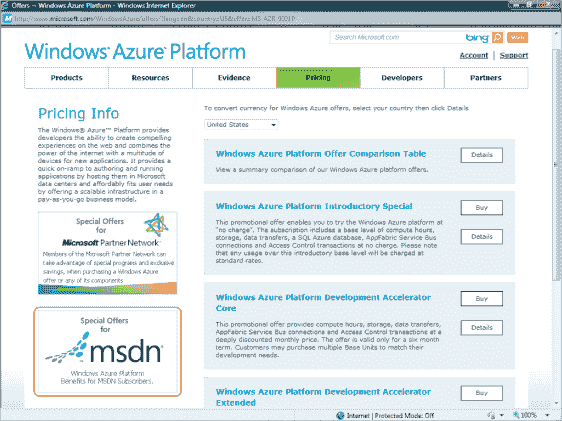 Offers - Windows Azure Platform - Windows Internet Explorer
Search Microsoft.com
bing
Web
Windows Azure Platform
Account | Support
Products
Resources
Evidence
Pricing
Developers
Partners
Pricing Info
The Windows® Azure™ Platform provides
developers the ability to create compelling
experiences on the web and combines the
power of the internet with a multitude of
devices for new applications. It provides a
quick on-ramp to authoring and running
applications by hosting them in Microsoft
data centers and affordably fits user needs
by offering a scalable infrastructure in a
pay-as-you-go business model.
Special Offers
for
Microsoft Partner Network
Members of the Microsoft Partner Network can
take advantage of special programs and exclusive
savings, when purchasing a Windows Azure
offer or any of its components
Special Offers
for
msdn
Windows Azure Platform
Benefits for MSDN Subscribers.
To convert currency for Windows Azure offers, select your country then click Details
United States
Windows Azure Platform Offer Comparison Table
Details
View a summary comparison of our Windows Azure platform offers.
Windows Azure Platform Introductory Special
Buy
This promotional offer enables you to try the Windows Azure platform at
"no charge". The subscription includes a base level of compute hours,
storage, data transfers, a SQL Azure database, AppFabric Service Bus
connections and Access Control transactions at no charge. Please note
that any usage over this introductory base level will be charged at
standard rates.
Details
Windows Azure Platform Development Accelerator
Core
Buy
This promotional offer provides compute hours, storage, data transfers,
AppFabric Service Bus connections and Access Control transactions at a
deeply discounted monthly price. The offer is valid only for a six month
term. Customers may purchase multiple Base Units to match their
development needs.
Details
Windows Azure Platform Development Accelerator
Extended
Buy
Internet | Protected Mode: Off
100%